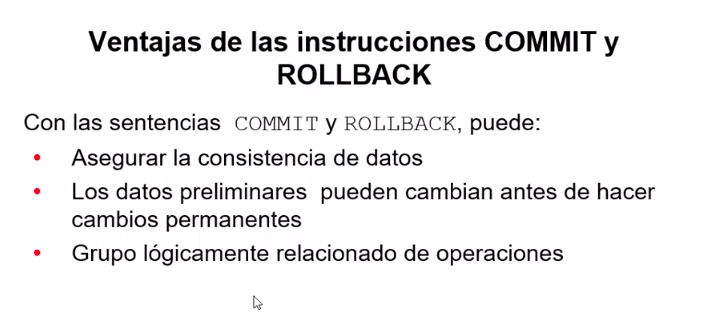 Ventajas de las instrucciones COMMIT y
ROLLBACK
Con las sentencias COMMIT y ROLLBACK, puede:
• Asegurar la consistencia de datos
• Los datos preliminares pueden cambian antes de hacer
cambios permanentes
• Grupo lógicamente relacionado de operaciones